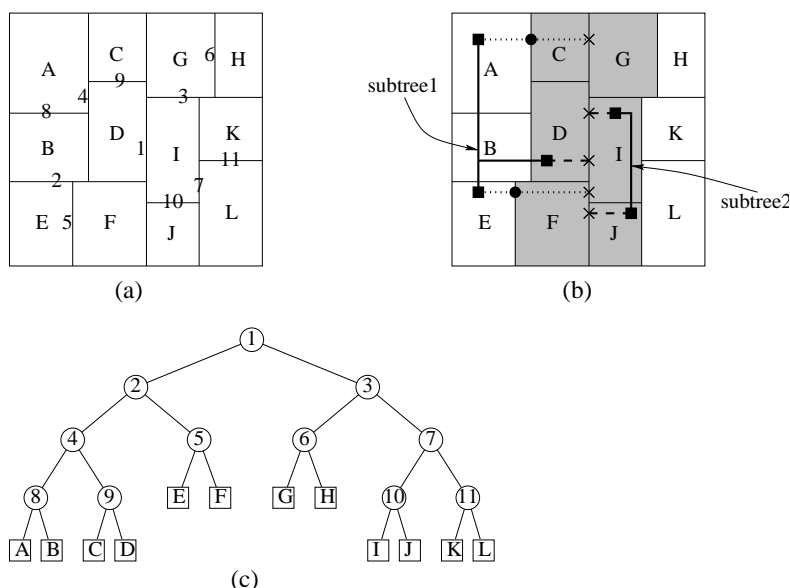 C G 6 H
A 9
4 3
8 D K
B 1 I 11
2 7
10
E 5 F J L
(a)
C G H
A
subtree1
D K
B I
E F J L
subtree2
(b)
1
2 3
4 5 6 7
8 9 E F G H 10 11
A B C D I J K L
(c)